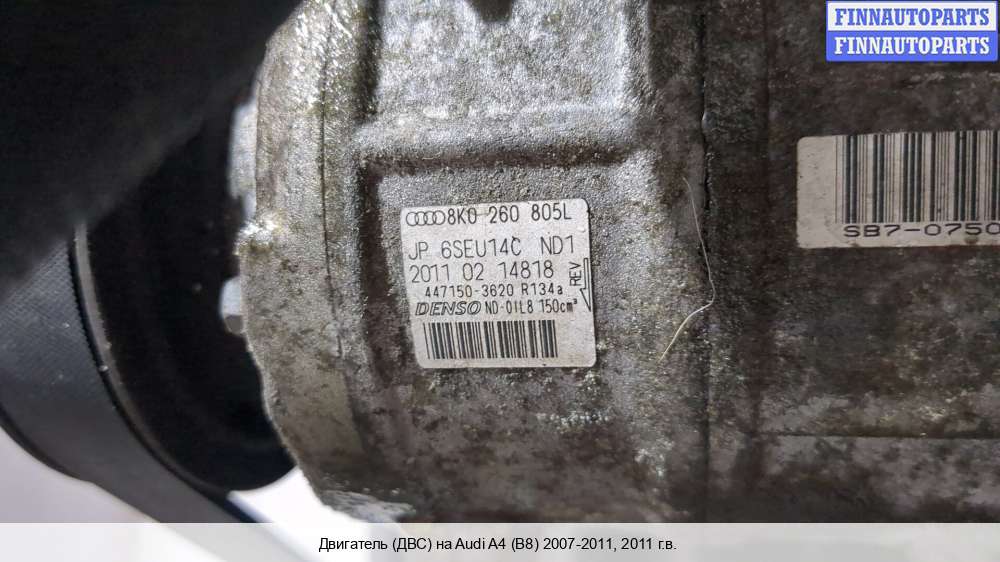 FINNAUTOPARTS
FINNAUTOPARTS
8K0 260 805L
JP 6SEU14C ND1
2011 02 14818
REV
447150-3620 R134a
DENSO ND-OIL8 150cm³
SB7-0750
Двигатель (ДВС) на Audi A4 (B8) 2007-2011, 2011 г.в.